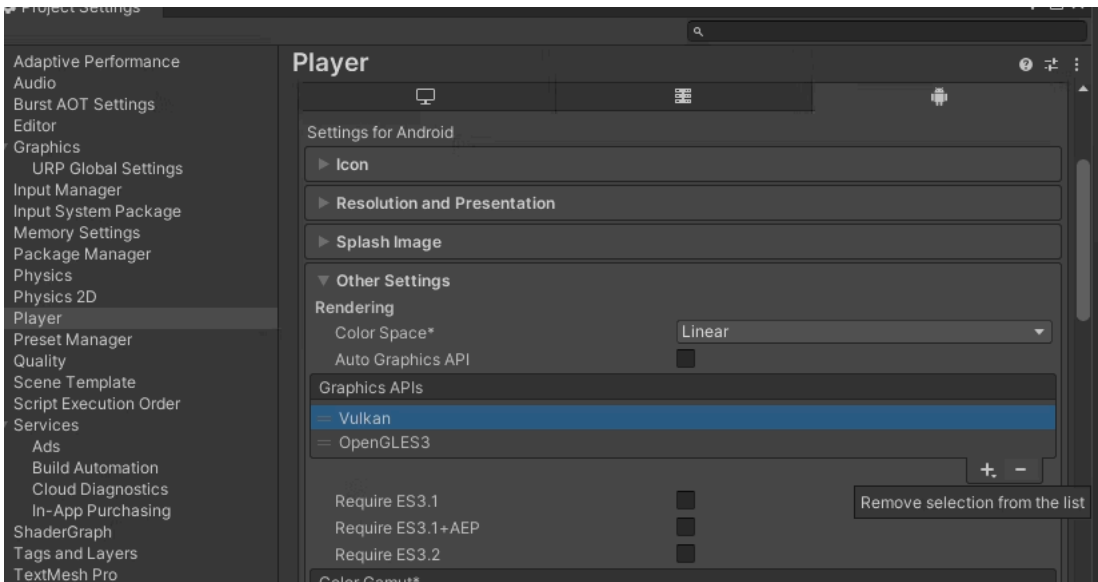 Project Settings
Adaptive Performance
Audio
Burst AOT Settings
Editor
Graphics
URP Global Settings
Input Manager
Input System Package
Memory Settings
Package Manager
Physics
Physics 2D
Player
Preset Manager
Quality
Scene Template
Script Execution Order
Services
Ads
Build Automation
Cloud Diagnostics
In-App Purchasing
ShaderGraph
Tags and Layers
TextMesh Pro
Player
Settings for Android
Icon
Resolution and Presentation
Splash Image
Other Settings
Rendering
Color Space* Linear
Auto Graphics API
Graphics APIs
Vulkan
OpenGLES3
Remove selection from the list
Require ES3.1
Require ES3.1+AEP
Require ES3.2
Color Gamut*